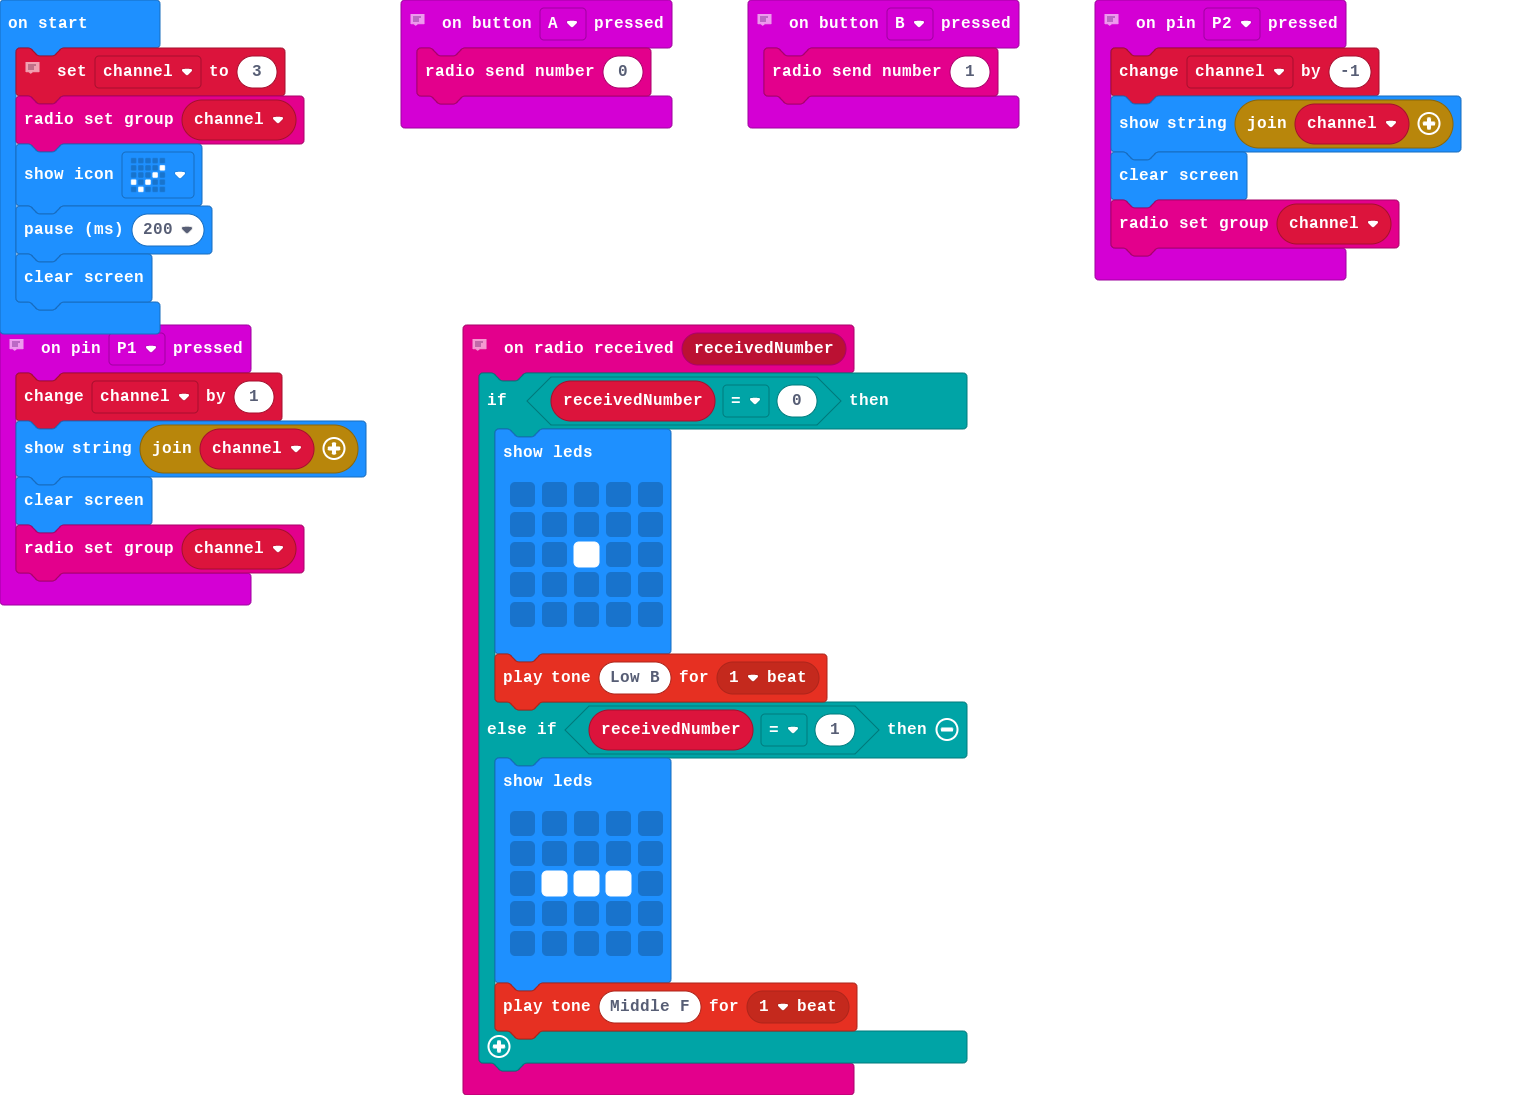 on start
set channel to 3
radio set group channel
show icon
pause (ms) 200
clear screen
on button A pressed
radio send number 0
on button B pressed
radio send number 1
on pin P2 pressed
change channel by -1
show string join channel
clear screen
radio set group channel
on pin P1 pressed
change channel by 1
show string join channel
clear screen
radio set group channel
on radio received receivedNumber
if receivedNumber = 0 then
show leds
play tone Low B for 1 beat
else if receivedNumber = 1 then
show leds
play tone Middle F for 1 beat